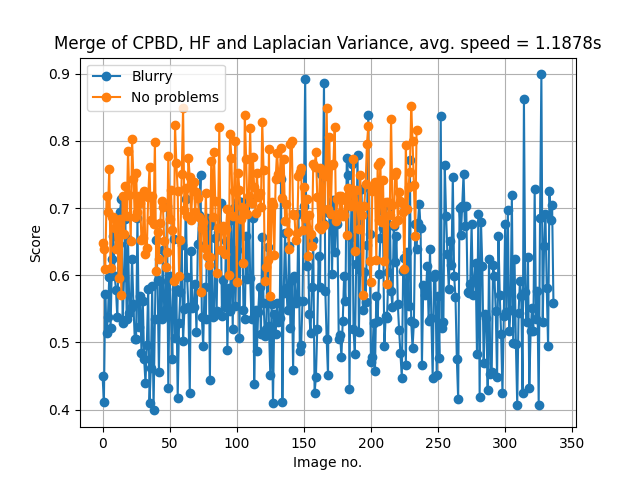 Merge of CPBD, HF and Laplacian Variance, avg. speed = 1.1878s
Blurry
No problems
0.9
0.8
0.7
0.6
0.5
0.4
Score
0 50 100 150 200 250 300 350
Image no.